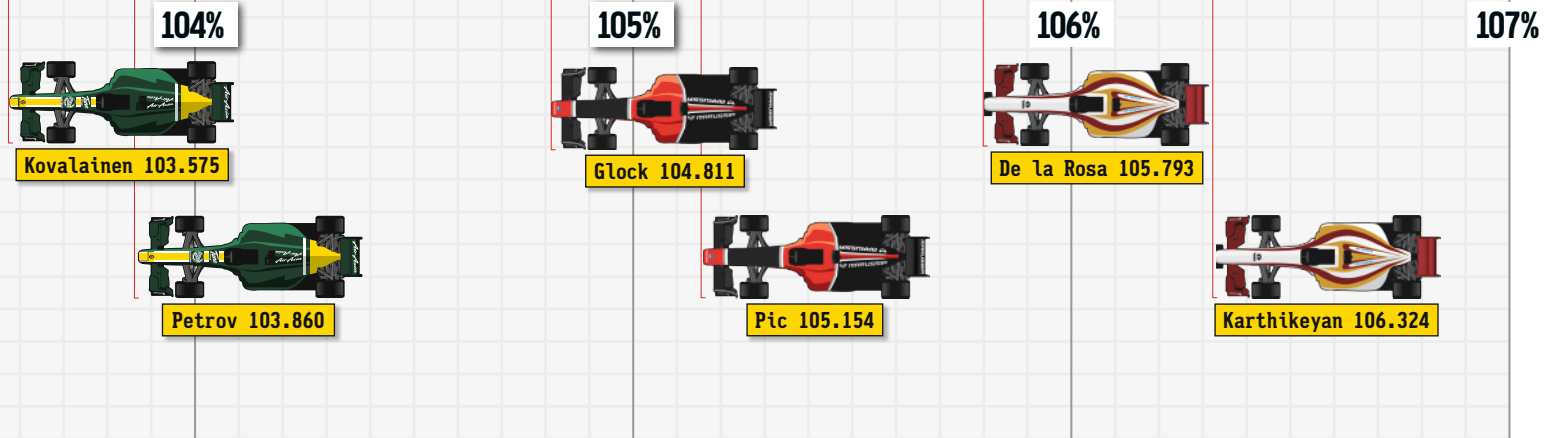 104%
105%
106%
107%
Kovalainen 103.575
Glock 104.811
De la Rosa 105.793
Petrov 103.860
Pic 105.154
Karthikeyan 106.324